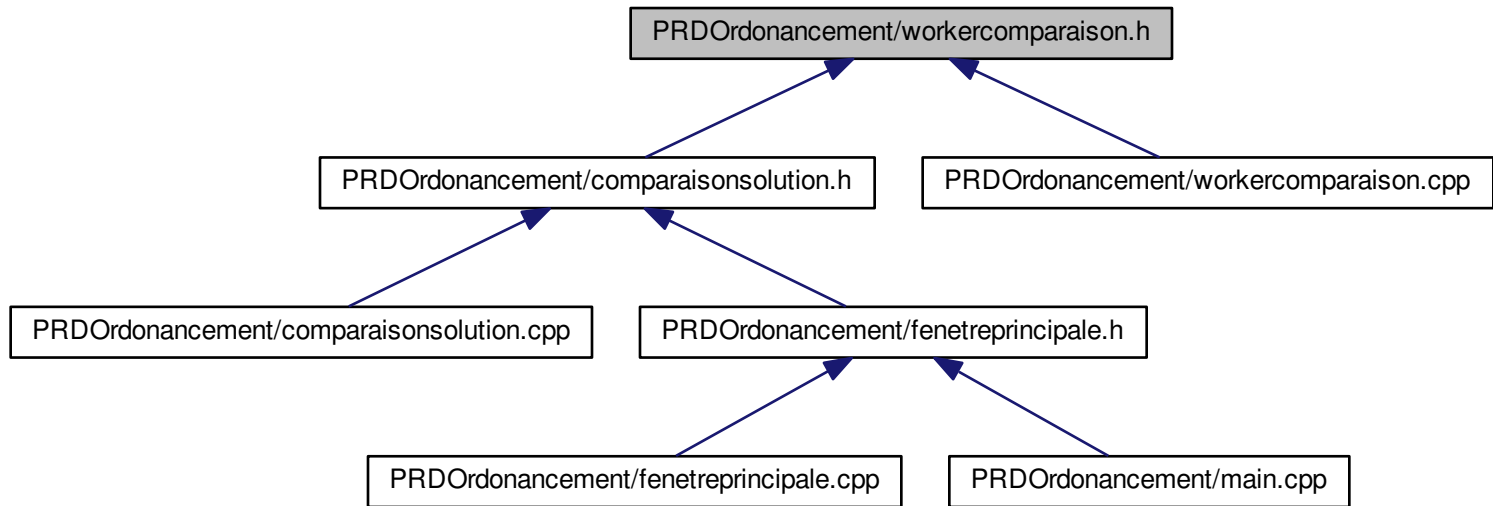 PRDOrdonancement/workercomparaison.h
PRDOrdonancement/comparaisonsolution.h
PRDOrdonancement/workercomparaison.cpp
PRDOrdonancement/comparaisonsolution.cpp
PRDOrdonancement/fenetreprincipale.h
PRDOrdonancement/fenetreprincipale.cpp
PRDOrdonancement/main.cpp